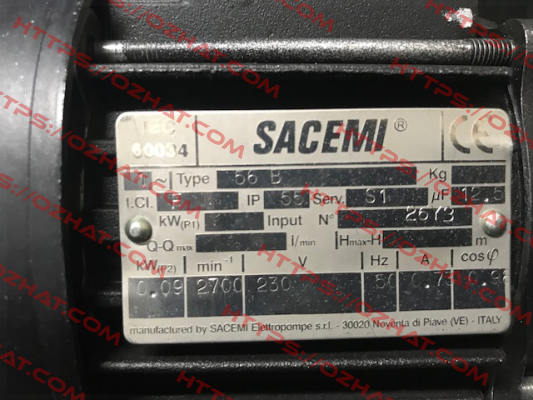 IEC
60034
SACEMI ®
CE
1 ~ Type 56 B Kg
I.CL. F IP 55 Serv. S1 µF 12.5
kW(P1) Input N° 2673
Q-Q max l/min Hmax-H m
kW(P2) min⁻¹ V Hz A cosφ
0.09 2700 230 50
manufactured by SACEMI Elettropompe s.r.l. - 30020 Noventa di Piave (VE) - ITALY
HTTPS://OZHAT.COM